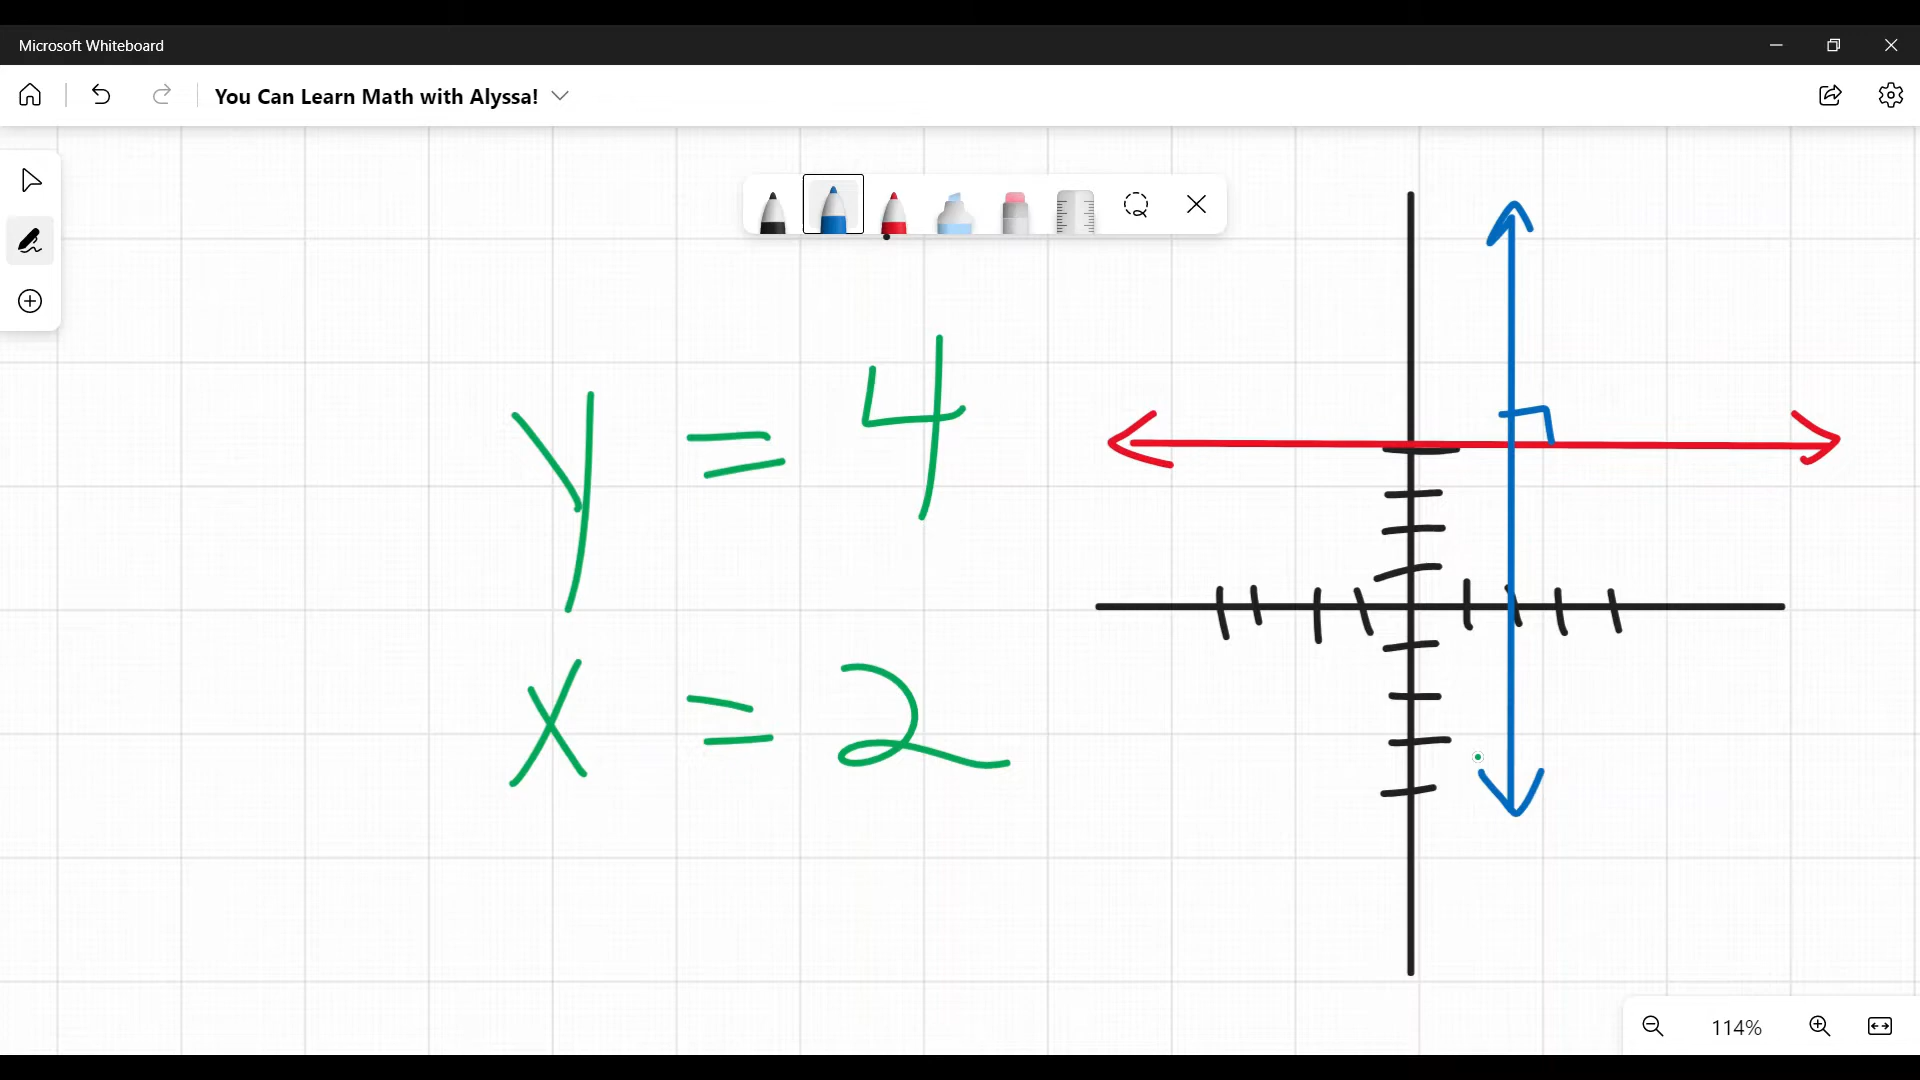 Microsoft Whiteboard
You Can Learn Math with Alyssa!
y = 4
x = 2
114%